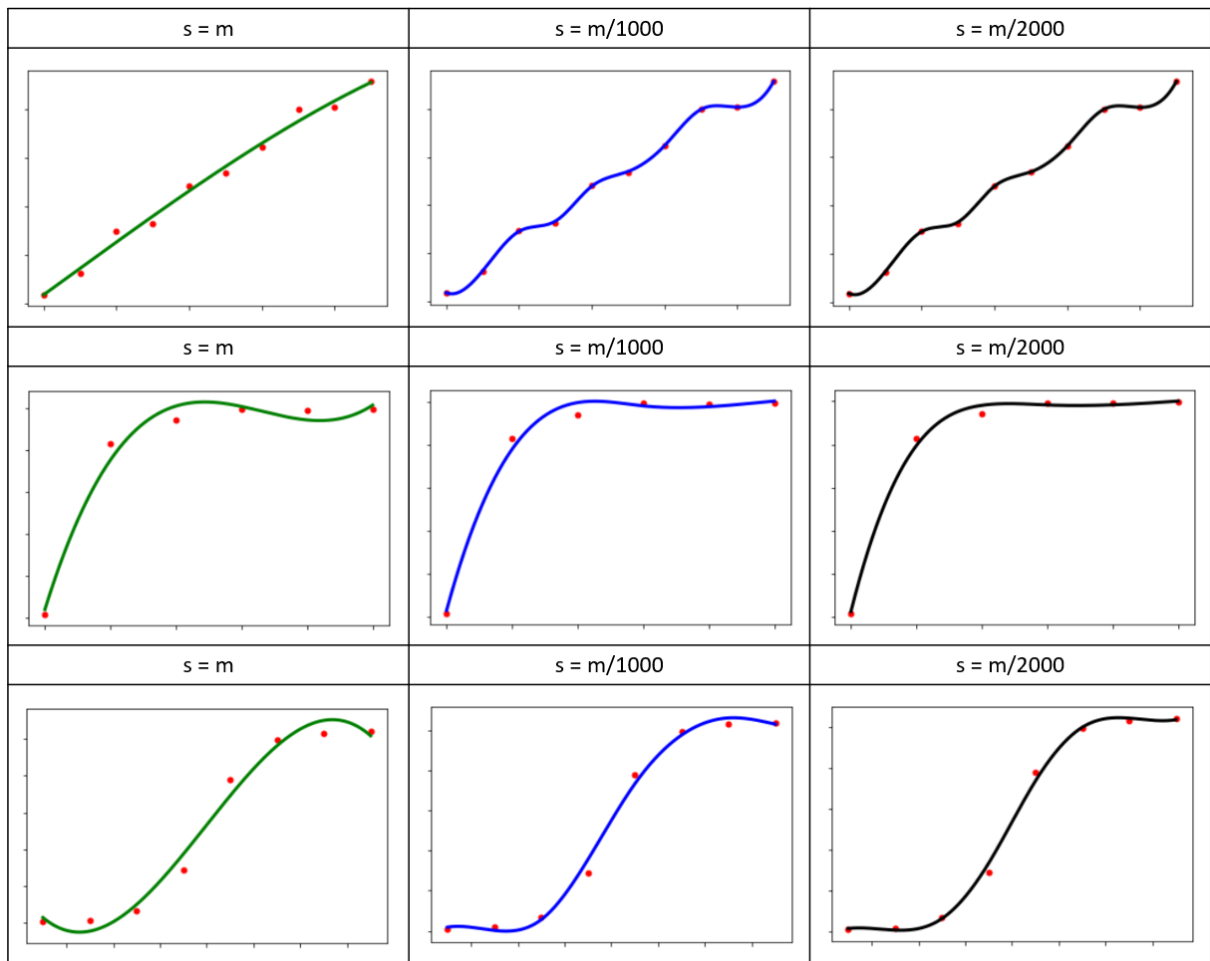 s = m
s = m/1000
s = m/2000
s = m
s = m/1000
s = m/2000
s = m
s = m/1000
s = m/2000